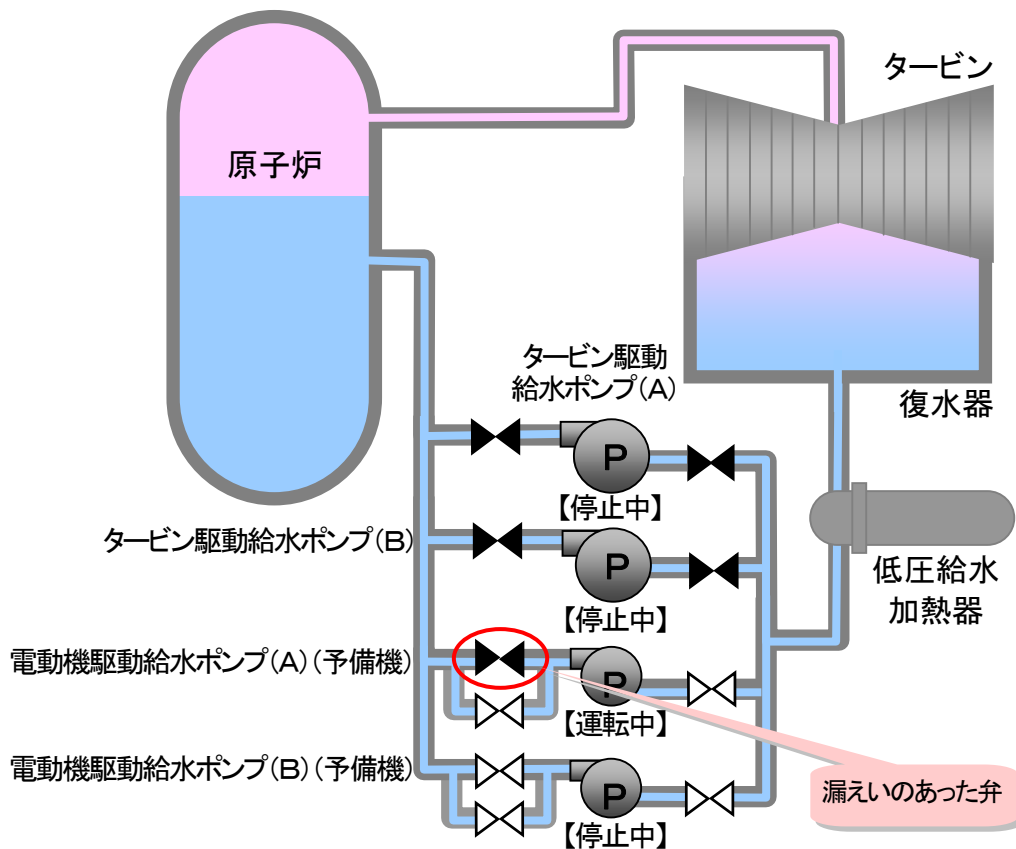 タービン
原子炉
復水器
タービン駆動
給水ポンプ(A)
P
【停止中】
低圧給水
加熱器
タービン駆動給水ポンプ(B)
P
【停止中】
電動機駆動給水ポンプ(A)(予備機)
P
【運転中】
電動機駆動給水ポンプ(B)(予備機)
P
【停止中】
漏えいのあった弁